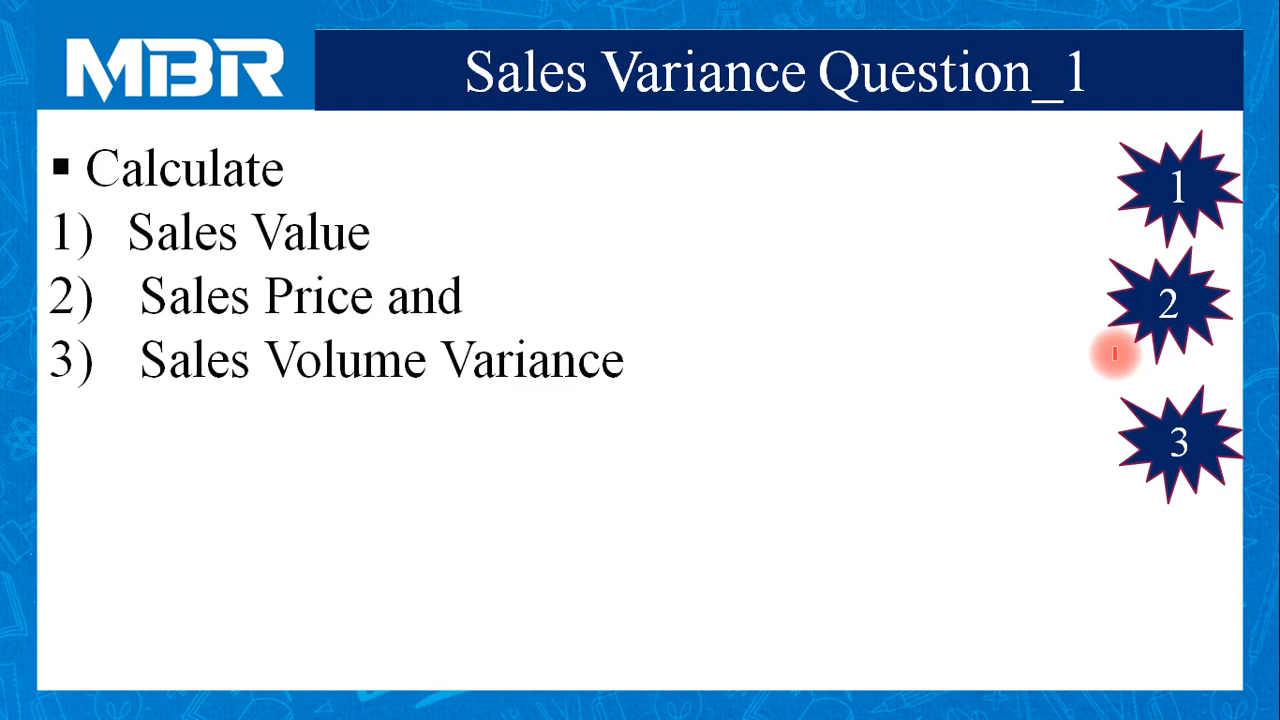 MBR
Sales Variance Question_1
▪ Calculate
1) Sales Value
2) Sales Price and
3) Sales Volume Variance
1
2
3